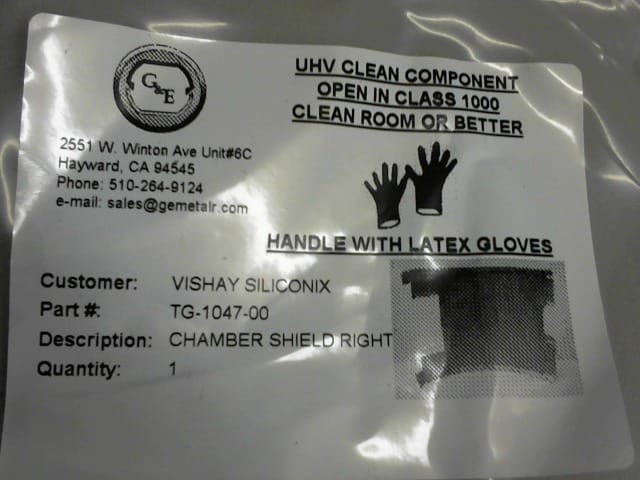 G&E
UHV CLEAN COMPONENT
OPEN IN CLASS 1000
CLEAN ROOM OR BETTER
2551 W. Winton Ave Unit#6C
Hayward, CA 94545
Phone: 510-264-9124
e-mail: sales@gemetalr.com
HANDLE WITH LATEX GLOVES
Customer: VISHAY SILICONIX
Part #: TG-1047-00
Description: CHAMBER SHIELD RIGHT
Quantity: 1